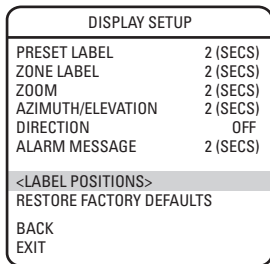 DISPLAY SETUP
PRESET LABEL 2 (SECS)
ZONE LABEL 2 (SECS)
ZOOM 2 (SECS)
AZIMUTH/ELEVATION 2 (SECS)
DIRECTION OFF
ALARM MESSAGE 2 (SECS)
<LABEL POSITIONS>
RESTORE FACTORY DEFAULTS
BACK
EXIT